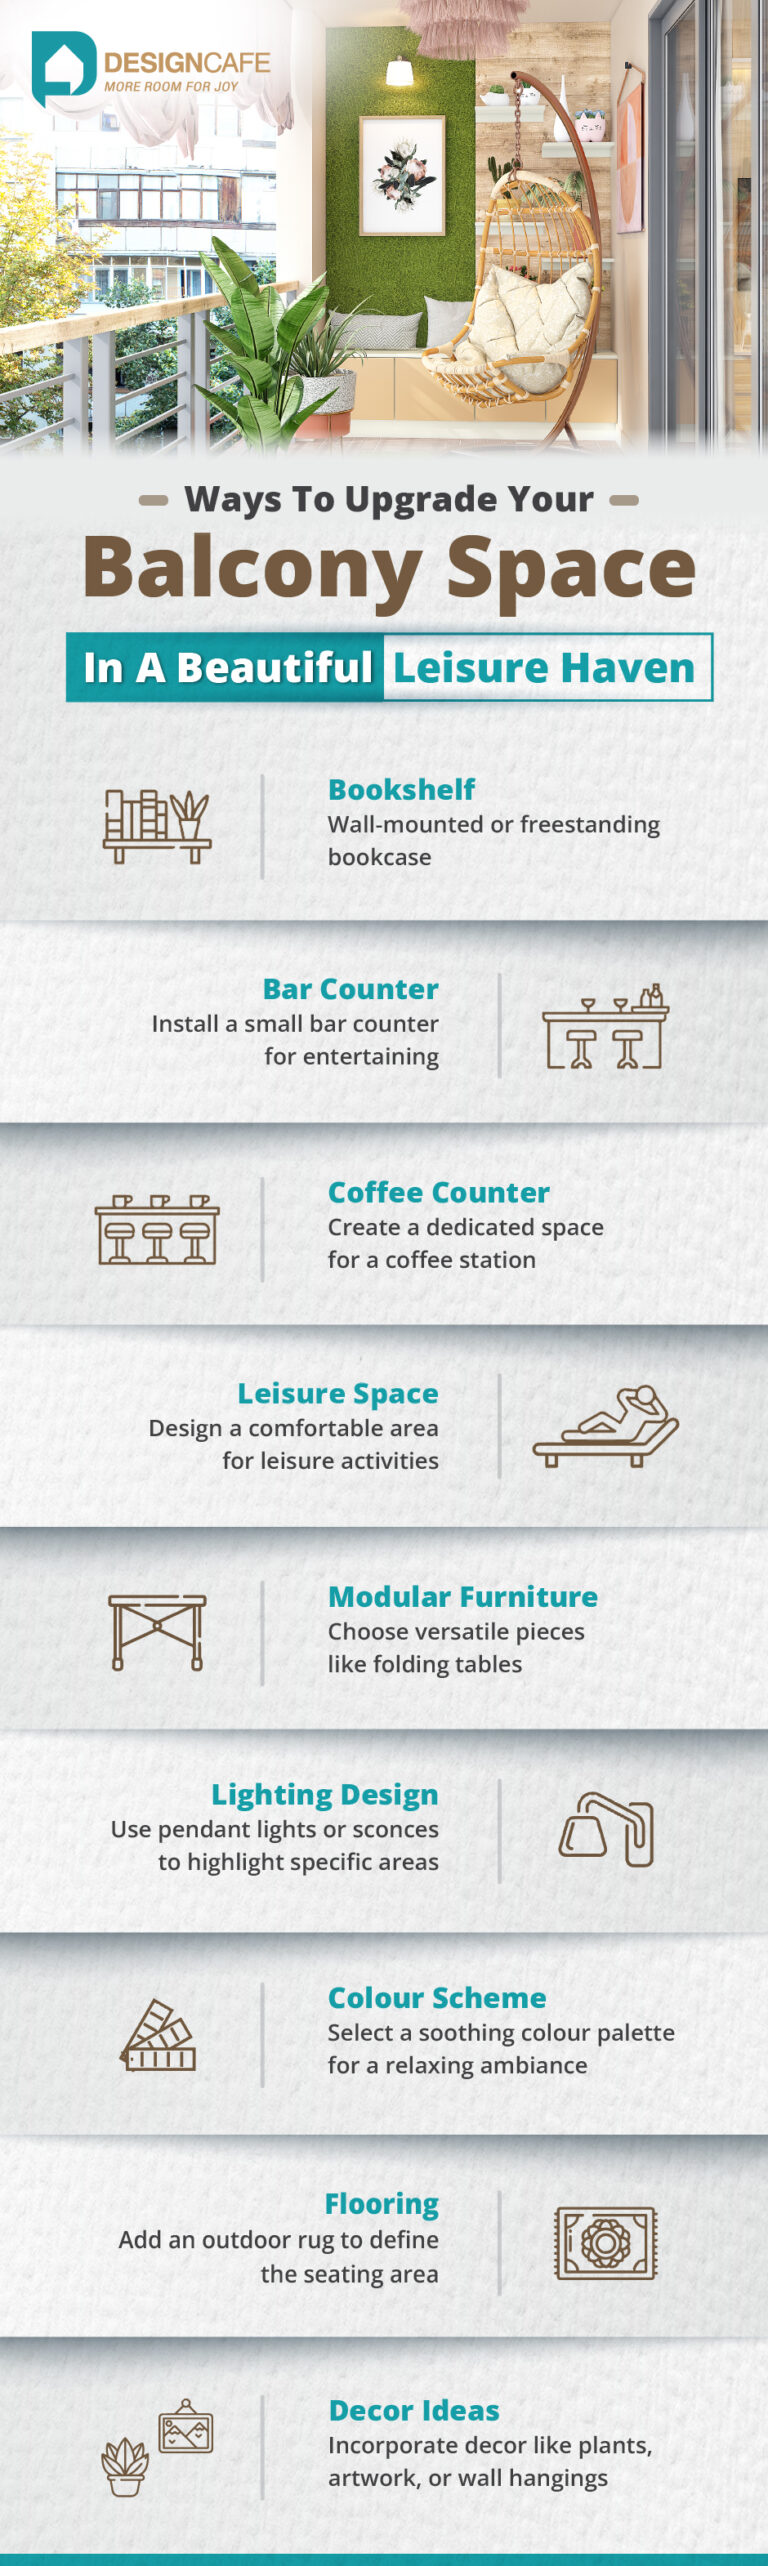 DESIGNCAFE
MORE ROOM FOR JOY
Ways To Upgrade Your
Balcony Space
In A Beautiful Leisure Haven
Bookshelf
Wall-mounted or freestanding
bookcase
Bar Counter
Install a small bar counter
for entertaining
Coffee Counter
Create a dedicated space
for a coffee station
Leisure Space
Design a comfortable area
for leisure activities
Modular Furniture
Choose versatile pieces
like folding tables
Lighting Design
Use pendant lights or sconces
to highlight specific areas
Colour Scheme
Select a soothing colour palette
for a relaxing ambiance
Flooring
Add an outdoor rug to define
the seating area
Decor Ideas
Incorporate decor like plants,
artwork, or wall hangings